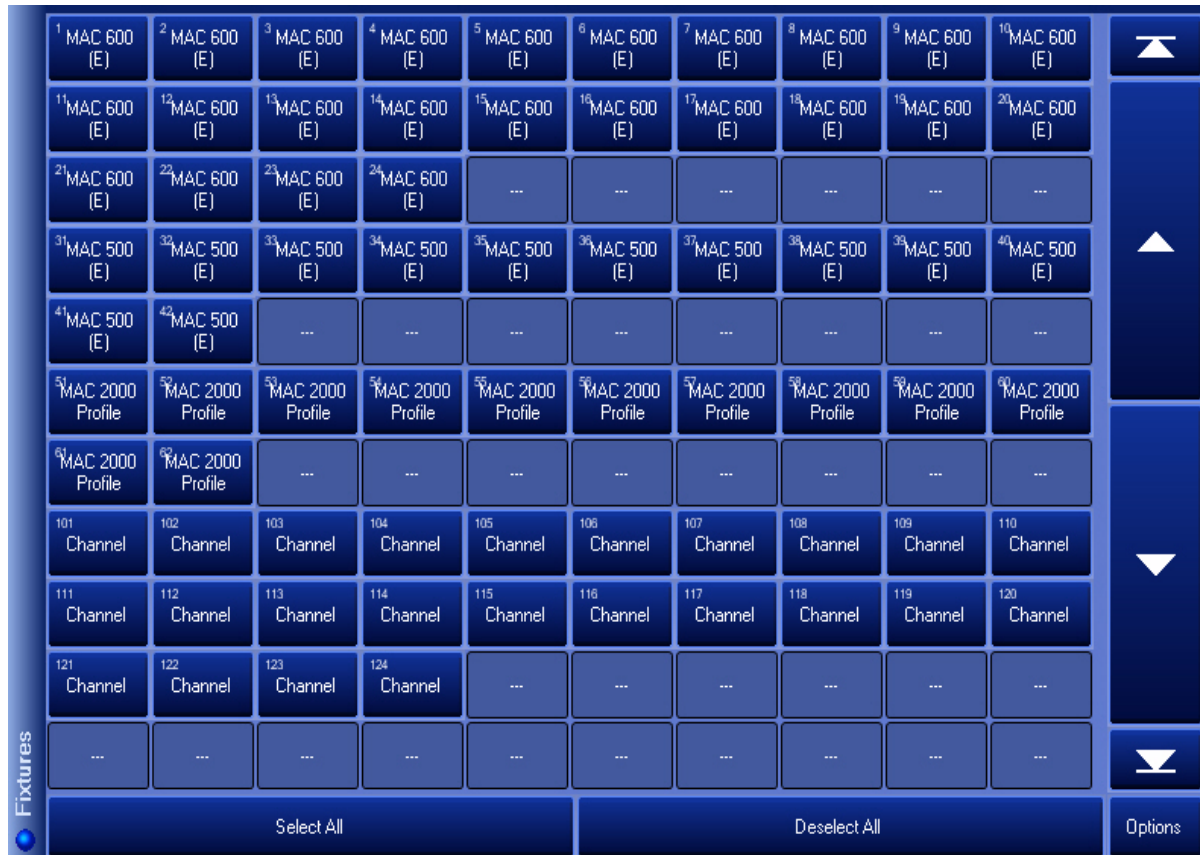 1 MAC 600 (E) 2 MAC 600 (E) 3 MAC 600 (E) 4 MAC 600 (E) 5 MAC 600 (E) 6 MAC 600 (E) 7 MAC 600 (E) 8 MAC 600 (E) 9 MAC 600 (E) 10 MAC 600 (E)
11 MAC 600 (E) 12 MAC 600 (E) 13 MAC 600 (E) 14 MAC 600 (E) 15 MAC 600 (E) 16 MAC 600 (E) 17 MAC 600 (E) 18 MAC 600 (E) 19 MAC 600 (E) 20 MAC 600 (E)
21 MAC 600 (E) 22 MAC 600 (E) 23 MAC 600 (E) 24 MAC 600 (E) --- --- --- --- --- ---
31 MAC 500 (E) 32 MAC 500 (E) 33 MAC 500 (E) 34 MAC 500 (E) 35 MAC 500 (E) 36 MAC 500 (E) 37 MAC 500 (E) 38 MAC 500 (E) 39 MAC 500 (E) 40 MAC 500 (E)
41 MAC 500 (E) 42 MAC 500 (E) --- --- --- --- --- --- --- ---
51 MAC 2000 Profile 52 MAC 2000 Profile 53 MAC 2000 Profile 54 MAC 2000 Profile 55 MAC 2000 Profile 56 MAC 2000 Profile 57 MAC 2000 Profile 58 MAC 2000 Profile 59 MAC 2000 Profile 60 MAC 2000 Profile
61 MAC 2000 Profile 62 MAC 2000 Profile --- --- --- --- --- --- --- ---
101 Channel 102 Channel 103 Channel 104 Channel 105 Channel 106 Channel 107 Channel 108 Channel 109 Channel 110 Channel
111 Channel 112 Channel 113 Channel 114 Channel 115 Channel 116 Channel 117 Channel 118 Channel 119 Channel 120 Channel
121 Channel 122 Channel 123 Channel 124 Channel --- --- --- --- --- ---
--- --- --- --- --- --- --- --- --- ---
Fixtures
Select All Deselect All Options